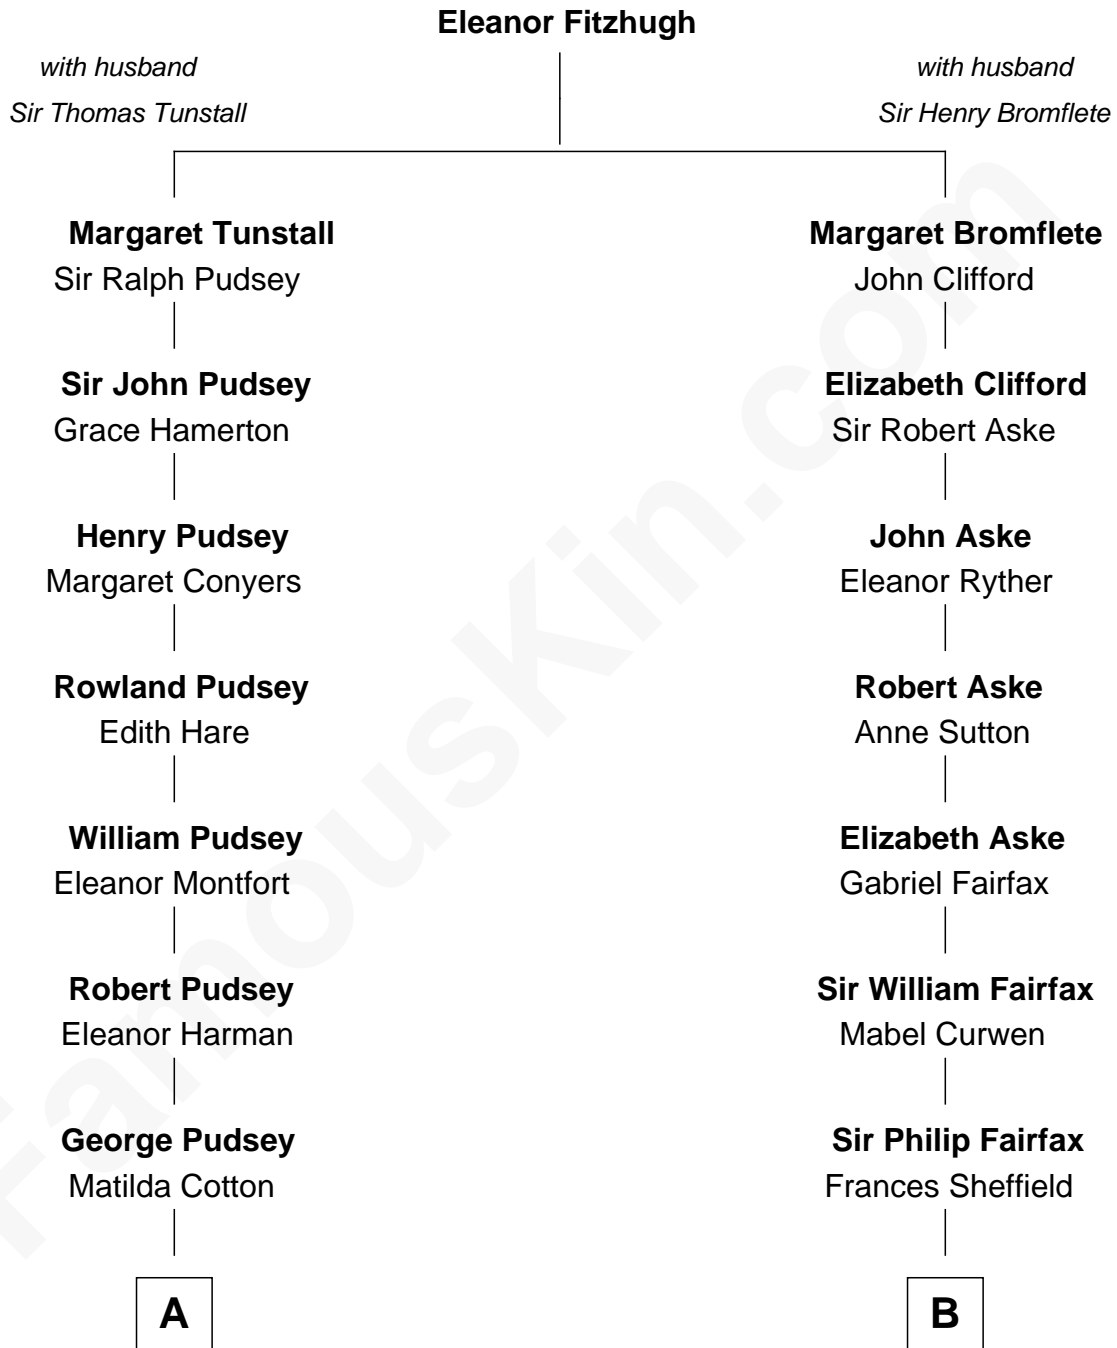 Eleanor Fitzhugh
with husband
Sir Thomas Tunstall
with husband
Sir Henry Bromflete
Margaret Tunstall
Sir Ralph Pudsey
Margaret Bromflete
John Clifford
Sir John Pudsey
Grace Hamerton
Elizabeth Clifford
Sir Robert Aske
Henry Pudsey
Margaret Conyers
John Aske
Eleanor Ryther
Rowland Pudsey
Edith Hare
Robert Aske
Anne Sutton
William Pudsey
Eleanor Montfort
Elizabeth Aske
Gabriel Fairfax
Robert Pudsey
Eleanor Harman
Sir William Fairfax
Mabel Curwen
George Pudsey
Matilda Cotton
Sir Philip Fairfax
Frances Sheffield
A
B
FamousKin.com